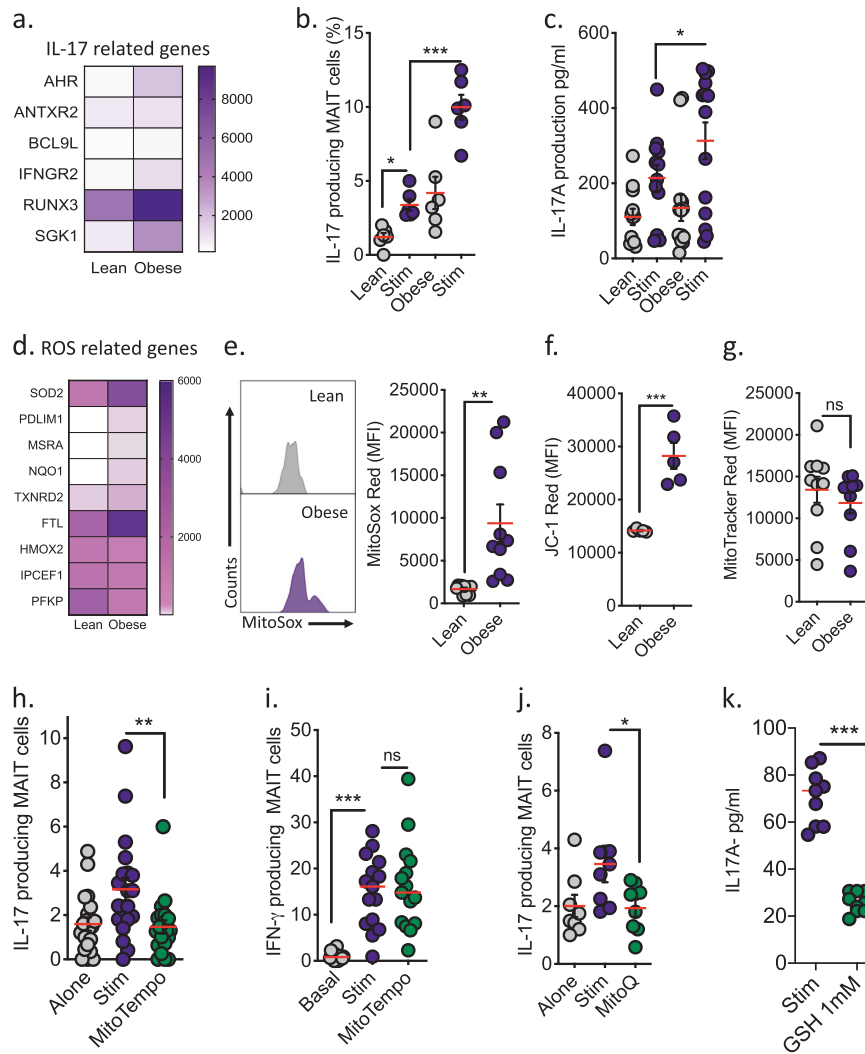 a.
IL-17 related genes
AHR
ANTXR2
BCL9L
IFNGR2
RUNX3
SGK1
Lean Obese
8000
6000
4000
2000
b.
IL-17 producing MAIT cells (%)
15
10
5
0
*
***
Lean
Stim
Obese
Stim
c.
IL-17A production pg/ml
600
400
200
0
*
Lean
Stim
Obese
Stim
d. ROS related genes
SOD2
PDLIM1
MSRA
NQO1
TXNRD2
FTL
HMOX2
IPCEF1
PFKP
Lean Obese
6000
4000
2000
e.
Lean
Obese
Counts
MitoSox
MitoSox Red (MFI)
25000
20000
15000
10000
5000
0
**
Lean
Obese
f.
JC-1 Red (MFI)
40000
30000
20000
10000
0
***
Lean
Obese
g.
MitoTracker Red (MFI)
25000
20000
15000
10000
5000
0
ns
Lean
Obese
h.
IL-17 producing MAIT cells
10
8
6
4
2
0
**
Alone
Stim
MitoTempo
i.
IFN-γ producing MAIT cells
50
40
30
20
10
0
***
ns
Basal
Stim
MitoTempo
j.
IL-17 producing MAIT cells
8
6
4
2
0
*
Alone
Stim
MitoQ
k.
IL17A- pg/ml
100
80
60
40
20
0
***
Stim
GSH 1mM